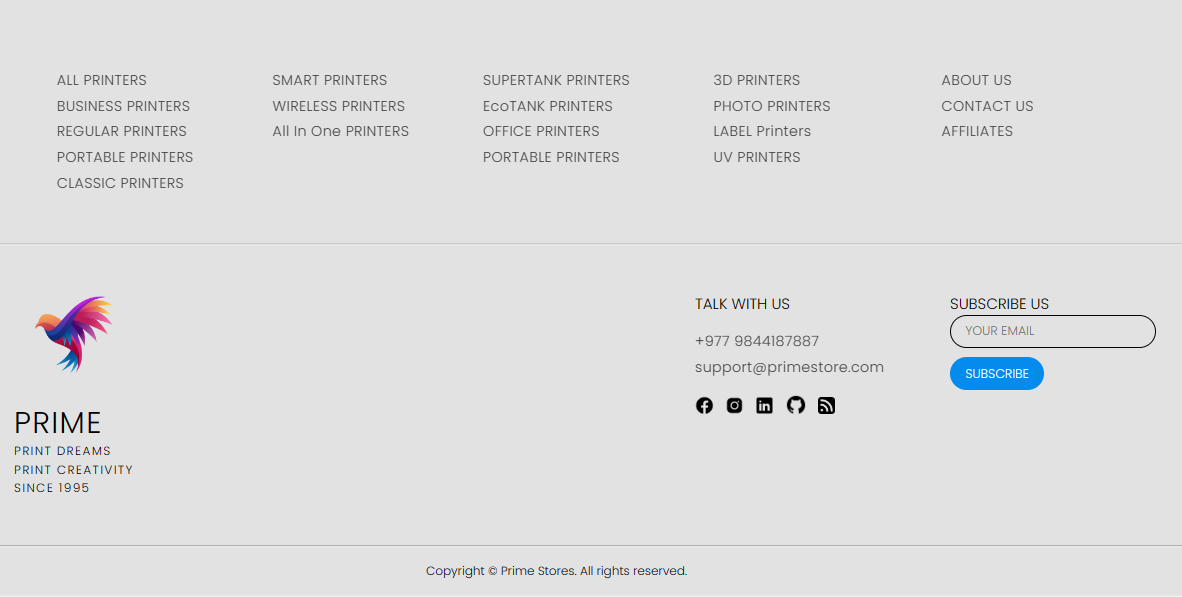 ALL PRINTERS
BUSINESS PRINTERS
REGULAR PRINTERS
PORTABLE PRINTERS
CLASSIC PRINTERS
SMART PRINTERS
WIRELESS PRINTERS
All In One PRINTERS
SUPERTANK PRINTERS
EcoTANK PRINTERS
OFFICE PRINTERS
PORTABLE PRINTERS
3D PRINTERS
PHOTO PRINTERS
LABEL Printers
UV PRINTERS
ABOUT US
CONTACT US
AFFILIATES
PRIME
PRINT DREAMS
PRINT CREATIVITY
SINCE 1995
TALK WITH US
+977 9844187887
support@primestore.com
SUBSCRIBE US
YOUR EMAIL
SUBSCRIBE
Copyright © Prime Stores. All rights reserved.